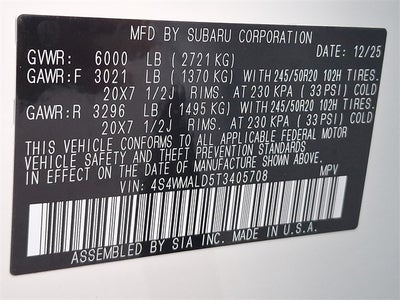 MFD BY SUBARU CORPORATION
GVWR: 6000 LB (2721 KG) DATE: 12/25
GAWR:F 3021 LB (1370 KG) WITH 245/50R20 102H TIRES.
20X7 1/2J RIMS. AT 230 KPA (33 PSI) COLD
GAWR:R 3296 LB (1495 KG) WITH 245/50R20 102H TIRES.
20X7 1/2J RIMS. AT 230 KPA (33 PSI) COLD
THIS VEHICLE CONFORMS TO ALL APPLICABLE FEDERAL MOTOR
VEHICLE SAFETY AND THEFT PREVENTION STANDARDS
IN EFFECT ON THE DATE OF MANUFACTURE SHOWN ABOVE.
VIN: 4S4WMALD5T3405708 MPV
ASSEMBLED BY SIA INC. MADE IN U.S.A.